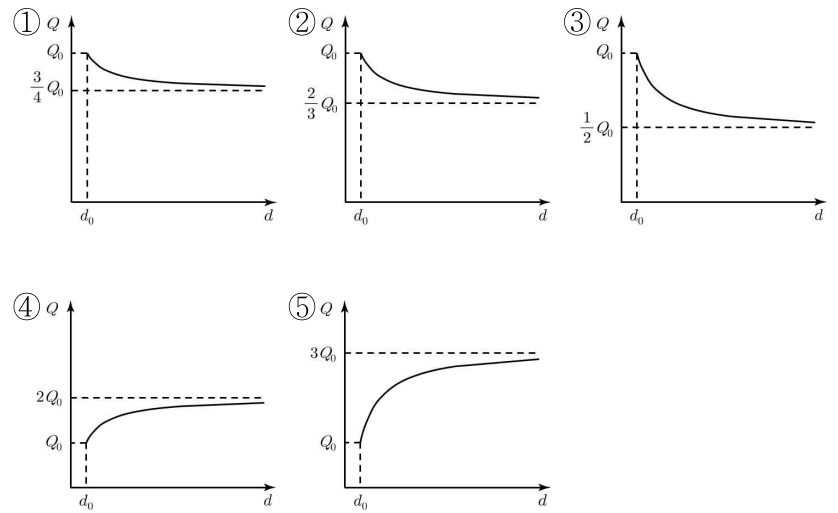 ① Q
Q₀
3/4 Q₀
d₀ d
② Q
Q₀
2/3 Q₀
d₀ d
③ Q
Q₀
1/2 Q₀
d₀ d
④ Q
2Q₀
Q₀
d₀ d
⑤ Q
3Q₀
Q₀
d₀ d